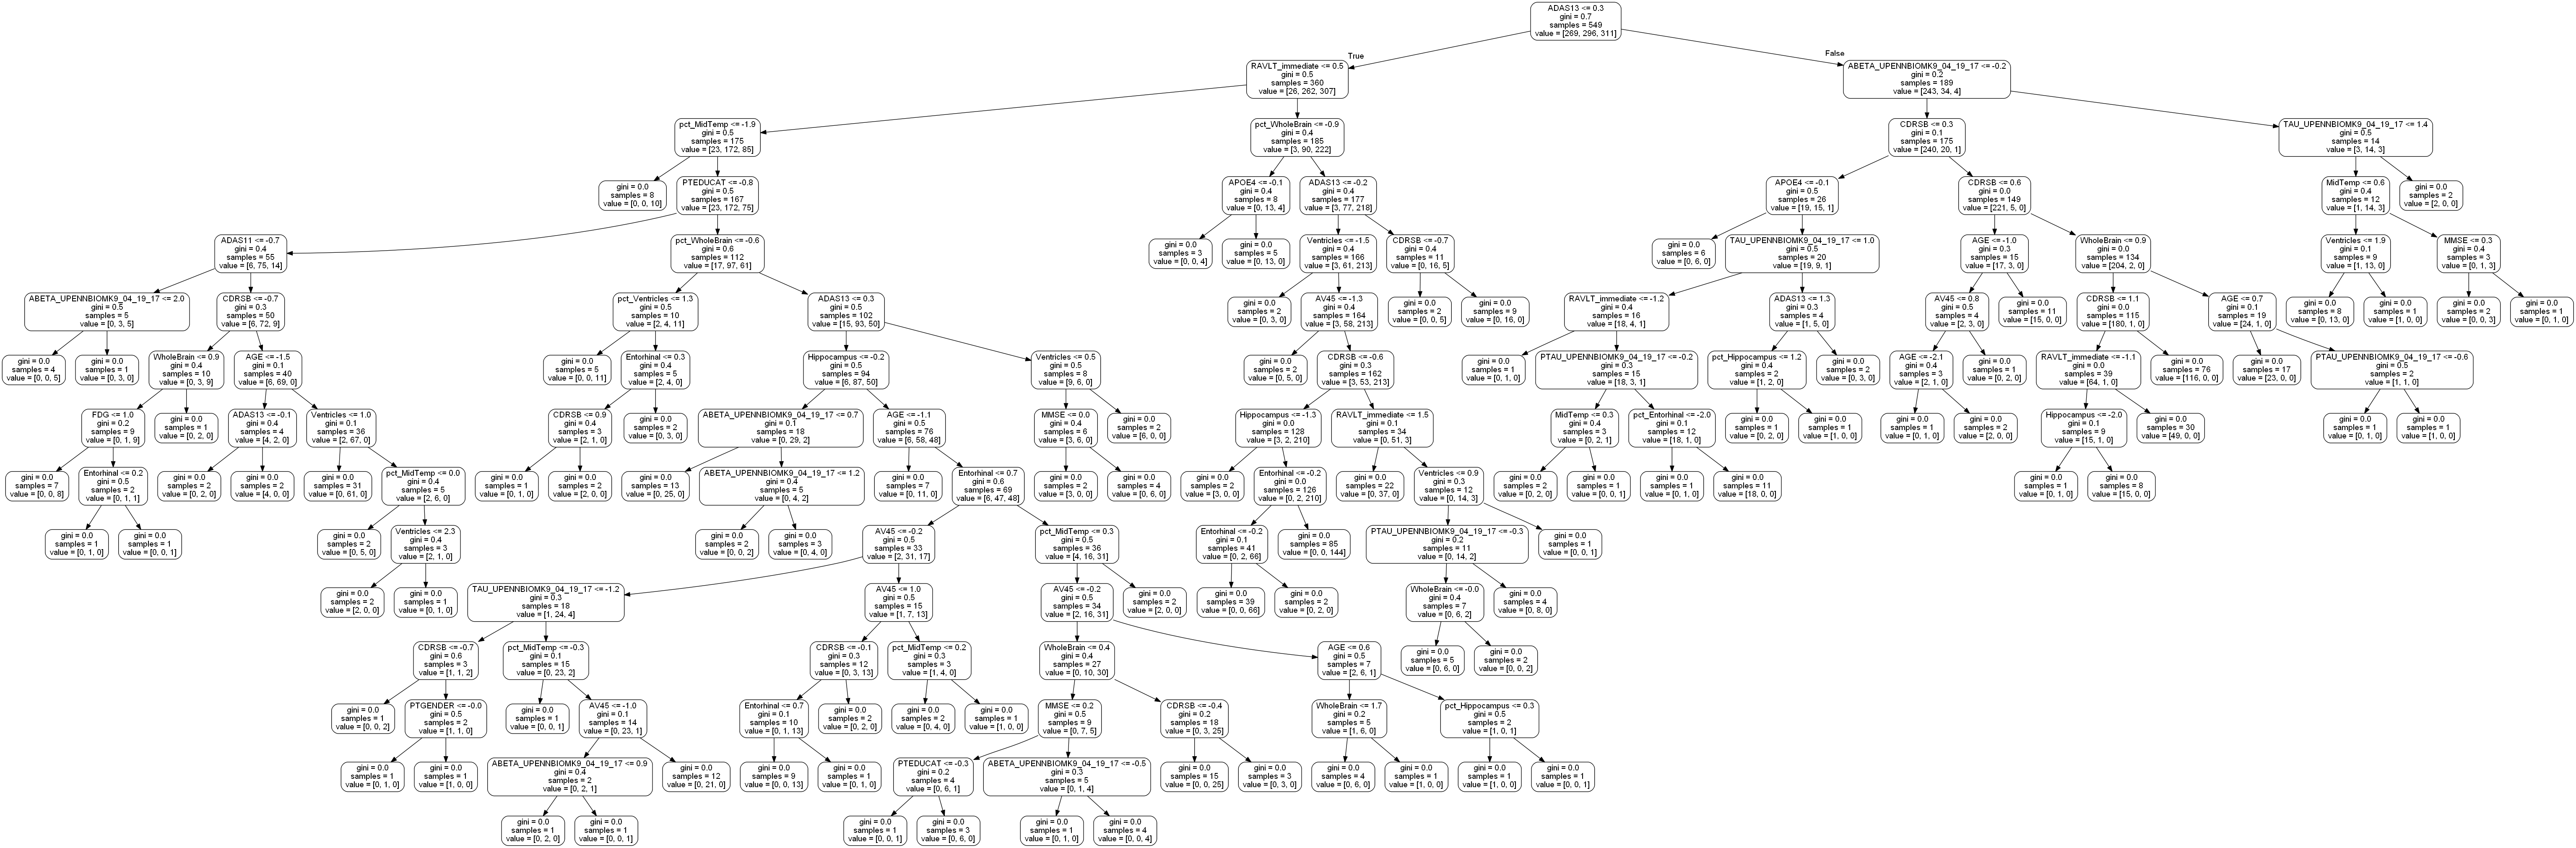 ADAS13 <= 0.3
gini = 0.7
samples = 549
value = [269, 296, 311]
True
False
RAVLT_immediate <= 0.5
gini = 0.5
samples = 360
value = [26, 262, 307]
ABETA_UPENNBIOMK9_04_19_17 <= -0.2
gini = 0.2
samples = 189
value = [243, 34, 4]
pct_MidTemp <= -1.9
gini = 0.5
samples = 175
value = [23, 172, 85]
pct_WholeBrain <= -0.9
gini = 0.4
samples = 185
value = [3, 90, 222]
CDRSB <= 0.3
gini = 0.1
samples = 175
value = [240, 20, 1]
TAU_UPENNBIOMK9_04_19_17 <= 1.4
gini = 0.5
samples = 14
value = [3, 14, 3]
gini = 0.0
samples = 8
value = [0, 0, 10]
PTEDUCAT <= -0.8
gini = 0.5
samples = 167
value = [23, 172, 75]
APOE4 <= -0.1
gini = 0.4
samples = 8
value = [0, 13, 4]
ADAS13 <= -0.2
gini = 0.4
samples = 177
value = [3, 77, 218]
APOE4 <= -0.1
gini = 0.5
samples = 26
value = [19, 15, 1]
CDRSB <= 0.6
gini = 0.0
samples = 149
value = [221, 5, 0]
MidTemp <= 0.6
gini = 0.4
samples = 12
value = [1, 14, 3]
gini = 0.0
samples = 2
value = [2, 0, 0]
ADAS11 <= -0.7
gini = 0.4
samples = 55
value = [6, 75, 14]
pct_WholeBrain <= -0.6
gini = 0.6
samples = 112
value = [17, 97, 61]
gini = 0.0
samples = 3
value = [0, 0, 4]
gini = 0.0
samples = 5
value = [0, 13, 0]
Ventricles <= -1.5
gini = 0.4
samples = 166
value = [3, 61, 213]
CDRSB <= -0.7
gini = 0.4
samples = 11
value = [0, 16, 5]
gini = 0.0
samples = 6
value = [0, 6, 0]
TAU_UPENNBIOMK9_04_19_17 <= 1.0
gini = 0.5
samples = 20
value = [19, 9, 1]
AGE <= -1.0
gini = 0.3
samples = 15
value = [17, 3, 0]
WholeBrain <= 0.9
gini = 0.0
samples = 134
value = [204, 2, 0]
Ventricles <= 1.9
gini = 0.1
samples = 9
value = [1, 13, 0]
MMSE <= 0.3
gini = 0.4
samples = 3
value = [0, 1, 3]
ABETA_UPENNBIOMK9_04_19_17 <= 2.0
gini = 0.5
samples = 5
value = [0, 3, 5]
CDRSB <= -0.7
gini = 0.3
samples = 50
value = [6, 72, 9]
pct_Ventricles <= 1.3
gini = 0.5
samples = 10
value = [2, 4, 11]
ADAS13 <= 0.3
gini = 0.5
samples = 102
value = [15, 93, 50]
gini = 0.0
samples = 2
value = [0, 3, 0]
AV45 <= -1.3
gini = 0.4
samples = 164
value = [3, 58, 213]
gini = 0.0
samples = 2
value = [0, 0, 5]
gini = 0.0
samples = 9
value = [0, 16, 0]
RAVLT_immediate <= -1.2
gini = 0.4
samples = 16
value = [18, 4, 1]
ADAS13 <= 1.3
gini = 0.3
samples = 4
value = [1, 5, 0]
AV45 <= 0.8
gini = 0.5
samples = 4
value = [2, 3, 0]
gini = 0.0
samples = 11
value = [15, 0, 0]
CDRSB <= 1.1
gini = 0.0
samples = 115
value = [180, 1, 0]
AGE <= 0.7
gini = 0.1
samples = 19
value = [24, 1, 0]
gini = 0.0
samples = 8
value = [0, 13, 0]
gini = 0.0
samples = 1
value = [1, 0, 0]
gini = 0.0
samples = 2
value = [0, 0, 3]
gini = 0.0
samples = 1
value = [0, 1, 0]
gini = 0.0
samples = 4
value = [0, 0, 5]
gini = 0.0
samples = 1
value = [0, 3, 0]
WholeBrain <= 0.9
gini = 0.4
samples = 10
value = [0, 3, 9]
AGE <= -1.5
gini = 0.1
samples = 40
value = [6, 69, 0]
gini = 0.0
samples = 5
value = [0, 0, 11]
Entorhinal <= 0.3
gini = 0.4
samples = 5
value = [2, 4, 0]
Hippocampus <= -0.2
gini = 0.5
samples = 94
value = [6, 87, 50]
Ventricles <= 0.5
gini = 0.5
samples = 8
value = [9, 6, 0]
gini = 0.0
samples = 2
value = [0, 5, 0]
CDRSB <= -0.6
gini = 0.3
samples = 162
value = [3, 53, 213]
gini = 0.0
samples = 1
value = [0, 1, 0]
PTAU_UPENNBIOMK9_04_19_17 <= -0.2
gini = 0.3
samples = 15
value = [18, 3, 1]
pct_Hippocampus <= 1.2
gini = 0.4
samples = 2
value = [1, 2, 0]
gini = 0.0
samples = 2
value = [0, 3, 0]
AGE <= -2.1
gini = 0.4
samples = 3
value = [2, 1, 0]
gini = 0.0
samples = 1
value = [0, 2, 0]
RAVLT_immediate <= -1.1
gini = 0.0
samples = 39
value = [64, 1, 0]
gini = 0.0
samples = 76
value = [116, 0, 0]
gini = 0.0
samples = 17
value = [23, 0, 0]
PTAU_UPENNBIOMK9_04_19_17 <= -0.6
gini = 0.5
samples = 2
value = [1, 1, 0]
FDG <= 1.0
gini = 0.2
samples = 9
value = [0, 1, 9]
gini = 0.0
samples = 1
value = [0, 2, 0]
ADAS13 <= -0.1
gini = 0.4
samples = 4
value = [4, 2, 0]
Ventricles <= 1.0
gini = 0.1
samples = 36
value = [2, 67, 0]
CDRSB <= 0.9
gini = 0.4
samples = 3
value = [2, 1, 0]
gini = 0.0
samples = 2
value = [0, 3, 0]
ABETA_UPENNBIOMK9_04_19_17 <= 0.7
gini = 0.1
samples = 18
value = [0, 29, 2]
AGE <= -1.1
gini = 0.5
samples = 76
value = [6, 58, 48]
MMSE <= 0.0
gini = 0.4
samples = 6
value = [3, 6, 0]
gini = 0.0
samples = 2
value = [6, 0, 0]
Hippocampus <= -1.3
gini = 0.0
samples = 128
value = [3, 2, 210]
RAVLT_immediate <= 1.5
gini = 0.1
samples = 34
value = [0, 51, 3]
MidTemp <= 0.3
gini = 0.4
samples = 3
value = [0, 2, 1]
pct_Entorhinal <= -2.0
gini = 0.1
samples = 12
value = [18, 1, 0]
gini = 0.0
samples = 1
value = [0, 2, 0]
gini = 0.0
samples = 1
value = [1, 0, 0]
gini = 0.0
samples = 1
value = [0, 1, 0]
gini = 0.0
samples = 2
value = [2, 0, 0]
Hippocampus <= -2.0
gini = 0.1
samples = 9
value = [15, 1, 0]
gini = 0.0
samples = 30
value = [49, 0, 0]
gini = 0.0
samples = 1
value = [0, 1, 0]
gini = 0.0
samples = 1
value = [1, 0, 0]
gini = 0.0
samples = 7
value = [0, 0, 8]
Entorhinal <= 0.2
gini = 0.5
samples = 2
value = [0, 1, 1]
gini = 0.0
samples = 2
value = [0, 2, 0]
gini = 0.0
samples = 2
value = [4, 0, 0]
gini = 0.0
samples = 31
value = [0, 61, 0]
pct_MidTemp <= 0.0
gini = 0.4
samples = 5
value = [2, 6, 0]
gini = 0.0
samples = 1
value = [0, 1, 0]
gini = 0.0
samples = 2
value = [2, 0, 0]
gini = 0.0
samples = 13
value = [0, 25, 0]
ABETA_UPENNBIOMK9_04_19_17 <= 1.2
gini = 0.4
samples = 5
value = [0, 4, 2]
gini = 0.0
samples = 7
value = [0, 11, 0]
Entorhinal <= 0.7
gini = 0.6
samples = 69
value = [6, 47, 48]
gini = 0.0
samples = 2
value = [3, 0, 0]
gini = 0.0
samples = 4
value = [0, 6, 0]
gini = 0.0
samples = 2
value = [3, 0, 0]
Entorhinal <= -0.2
gini = 0.0
samples = 126
value = [0, 2, 210]
gini = 0.0
samples = 22
value = [0, 37, 0]
Ventricles <= 0.9
gini = 0.3
samples = 12
value = [0, 14, 3]
gini = 0.0
samples = 2
value = [0, 2, 0]
gini = 0.0
samples = 1
value = [0, 0, 1]
gini = 0.0
samples = 1
value = [0, 1, 0]
gini = 0.0
samples = 11
value = [18, 0, 0]
gini = 0.0
samples = 1
value = [0, 1, 0]
gini = 0.0
samples = 8
value = [15, 0, 0]
gini = 0.0
samples = 1
value = [0, 1, 0]
gini = 0.0
samples = 1
value = [0, 0, 1]
gini = 0.0
samples = 2
value = [0, 5, 0]
Ventricles <= 2.3
gini = 0.4
samples = 3
value = [2, 1, 0]
gini = 0.0
samples = 2
value = [0, 0, 2]
gini = 0.0
samples = 3
value = [0, 4, 0]
AV45 <= -0.2
gini = 0.5
samples = 33
value = [2, 31, 17]
pct_MidTemp <= 0.3
gini = 0.5
samples = 36
value = [4, 16, 31]
Entorhinal <= -0.2
gini = 0.1
samples = 41
value = [0, 2, 66]
gini = 0.0
samples = 85
value = [0, 0, 144]
PTAU_UPENNBIOMK9_04_19_17 <= -0.3
gini = 0.2
samples = 11
value = [0, 14, 2]
gini = 0.0
samples = 1
value = [0, 0, 1]
gini = 0.0
samples = 2
value = [2, 0, 0]
gini = 0.0
samples = 1
value = [0, 1, 0]
TAU_UPENNBIOMK9_04_19_17 <= -1.2
gini = 0.3
samples = 18
value = [1, 24, 4]
AV45 <= 1.0
gini = 0.5
samples = 15
value = [1, 7, 13]
AV45 <= -0.2
gini = 0.5
samples = 34
value = [2, 16, 31]
gini = 0.0
samples = 2
value = [2, 0, 0]
gini = 0.0
samples = 39
value = [0, 0, 66]
gini = 0.0
samples = 2
value = [0, 2, 0]
WholeBrain <= -0.0
gini = 0.4
samples = 7
value = [0, 6, 2]
gini = 0.0
samples = 4
value = [0, 8, 0]
CDRSB <= -0.7
gini = 0.6
samples = 3
value = [1, 1, 2]
pct_MidTemp <= -0.3
gini = 0.1
samples = 15
value = [0, 23, 2]
CDRSB <= -0.1
gini = 0.3
samples = 12
value = [0, 3, 13]
pct_MidTemp <= 0.2
gini = 0.3
samples = 3
value = [1, 4, 0]
WholeBrain <= 0.4
gini = 0.4
samples = 27
value = [0, 10, 30]
AGE <= 0.6
gini = 0.5
samples = 7
value = [2, 6, 1]
gini = 0.0
samples = 5
value = [0, 6, 0]
gini = 0.0
samples = 2
value = [0, 0, 2]
gini = 0.0
samples = 1
value = [0, 0, 2]
PTGENDER <= -0.0
gini = 0.5
samples = 2
value = [1, 1, 0]
gini = 0.0
samples = 1
value = [0, 0, 1]
AV45 <= -1.0
gini = 0.1
samples = 14
value = [0, 23, 1]
Entorhinal <= 0.7
gini = 0.1
samples = 10
value = [0, 1, 13]
gini = 0.0
samples = 2
value = [0, 2, 0]
gini = 0.0
samples = 2
value = [0, 4, 0]
gini = 0.0
samples = 1
value = [1, 0, 0]
MMSE <= 0.2
gini = 0.5
samples = 9
value = [0, 7, 5]
CDRSB <= -0.4
gini = 0.2
samples = 18
value = [0, 3, 25]
WholeBrain <= 1.7
gini = 0.2
samples = 5
value = [1, 6, 0]
pct_Hippocampus <= 0.3
gini = 0.5
samples = 2
value = [1, 0, 1]
gini = 0.0
samples = 1
value = [0, 1, 0]
gini = 0.0
samples = 1
value = [1, 0, 0]
ABETA_UPENNBIOMK9_04_19_17 <= 0.9
gini = 0.4
samples = 2
value = [0, 2, 1]
gini = 0.0
samples = 12
value = [0, 21, 0]
gini = 0.0
samples = 9
value = [0, 0, 13]
gini = 0.0
samples = 1
value = [0, 1, 0]
PTEDUCAT <= -0.3
gini = 0.2
samples = 4
value = [0, 6, 1]
ABETA_UPENNBIOMK9_04_19_17 <= -0.5
gini = 0.3
samples = 5
value = [0, 1, 4]
gini = 0.0
samples = 15
value = [0, 0, 25]
gini = 0.0
samples = 3
value = [0, 3, 0]
gini = 0.0
samples = 4
value = [0, 6, 0]
gini = 0.0
samples = 1
value = [1, 0, 0]
gini = 0.0
samples = 1
value = [1, 0, 0]
gini = 0.0
samples = 1
value = [0, 0, 1]
gini = 0.0
samples = 1
value = [0, 2, 0]
gini = 0.0
samples = 1
value = [0, 0, 1]
gini = 0.0
samples = 1
value = [0, 0, 1]
gini = 0.0
samples = 3
value = [0, 6, 0]
gini = 0.0
samples = 1
value = [0, 1, 0]
gini = 0.0
samples = 4
value = [0, 0, 4]